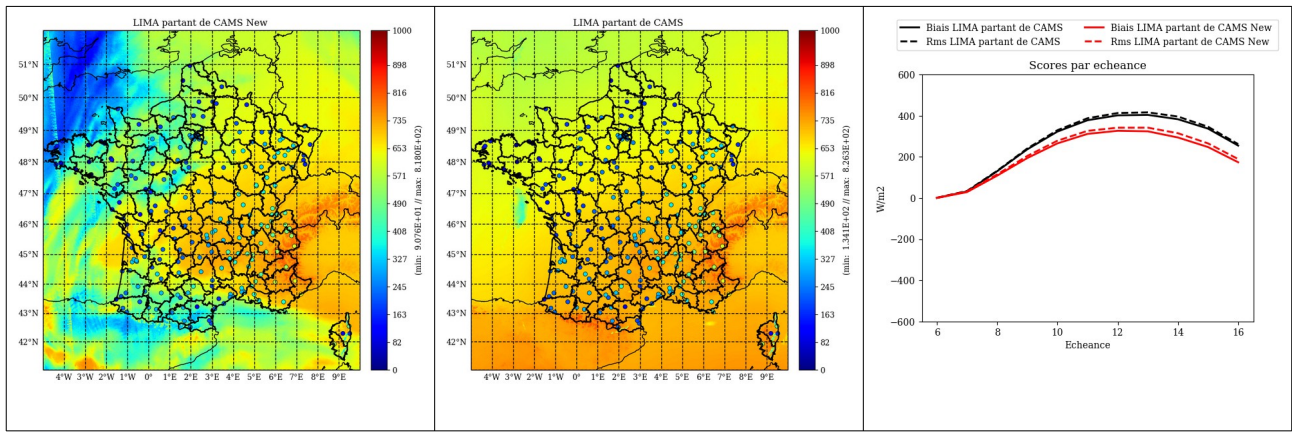 LIMA partant de CAMS New
51°N
50°N
49°N
48°N
47°N
46°N
45°N
44°N
43°N
42°N
4°W 3°W 2°W 1°W 0° 1°E 2°E 3°E 4°E 5°E 6°E 7°E 8°E 9°E
1000
898
816
735
653
571
490
408
327
245
163
82
0
(min: 9.076E+01 // max: 8.180E+02)
LIMA partant de CAMS
51°N
50°N
49°N
48°N
47°N
46°N
45°N
44°N
43°N
42°N
4°W 3°W 2°W 1°W 0° 1°E 2°E 3°E 4°E 5°E 6°E 7°E 8°E 9°E
1000
898
816
735
653
571
490
408
327
245
163
82
0
(min: 1.341E+02 // max: 8.263E+02)
Biais LIMA partant de CAMS
Rms LIMA partant de CAMS
Biais LIMA partant de CAMS New
Rms LIMA partant de CAMS New
Scores par echeance
600
400
200
0
−200
−400
−600
W/m2
6 8 10 12 14 16
Echeance